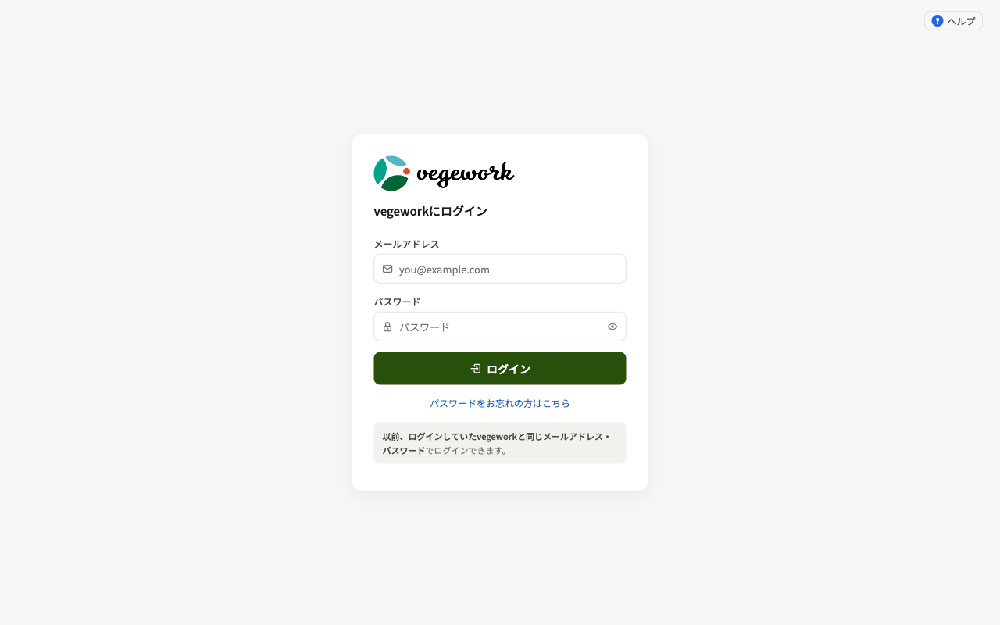 ヘルプ
vegework
vegeworkにログイン
メールアドレス
you@example.com
パスワード
パスワード
ログイン
パスワードをお忘れの方はこちら
以前、ログインしていたvegeworkと同じメールアドレス・
パスワードでログインできます。